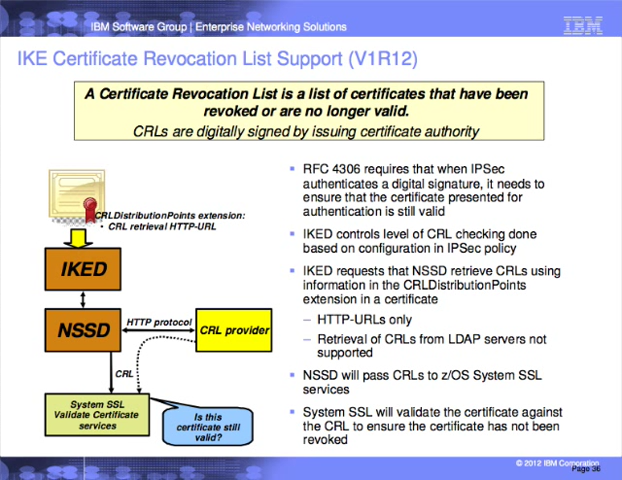 IBM Software Group | Enterprise Networking Solutions
IBM
IKE Certificate Revocation List Support (V1R12)
A Certificate Revocation List is a list of certificates that have been
revoked or are no longer valid.
CRLs are digitally signed by issuing certificate authority
CRLDistributionPoints extension:
• CRL retrieval HTTP-URL
IKED
NSSD
HTTP protocol
CRL provider
CRL
System SSL
Validate Certificate
services
Is this
certificate still
valid?
RFC 4306 requires that when IPSec
authenticates a digital signature, it needs to
ensure that the certificate presented for
authentication is still valid
IKED controls level of CRL checking done
based on configuration in IPSec policy
IKED requests that NSSD retrieve CRLs using
information in the CRLDistributionPoints
extension in a certificate
– HTTP-URLs only
– Retrieval of CRLs from LDAP servers not
supported
NSSD will pass CRLs to z/OS System SSL
services
System SSL will validate the certificate against
the CRL to ensure the certificate has not been
revoked
© 2012 IBM Corporation
Page 36